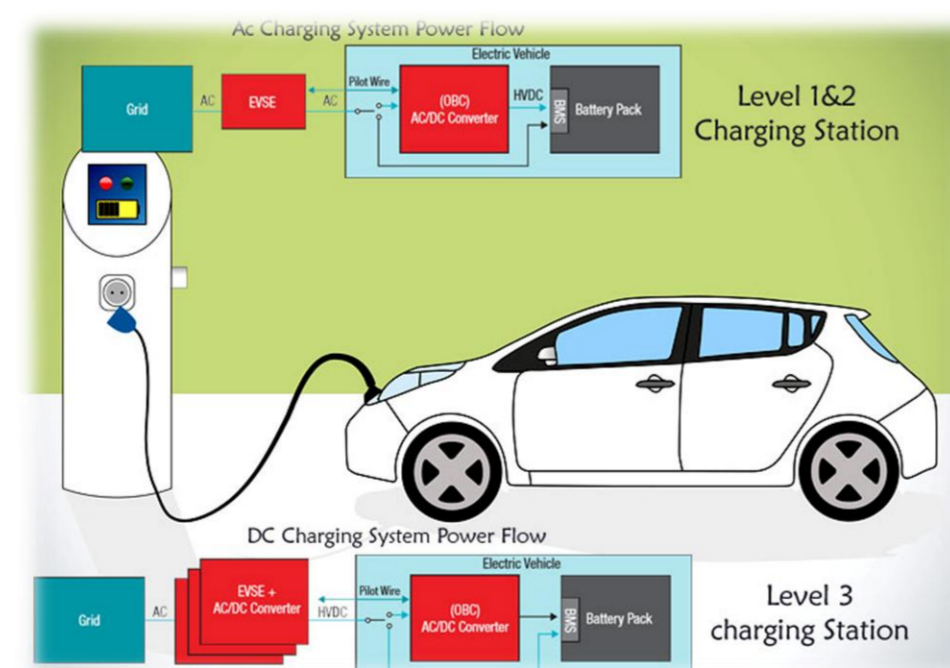 Ac Charging System Power Flow
Electric Vehicle
Grid
AC
EVSE
Pilot Wire
AC
(OBC)
AC/DC Converter
HVDC
BMS
Battery Pack
Level 1&2
Charging Station
DC Charging System Power Flow
Electric Vehicle
Grid
AC
EVSE +
AC/DC Converter
Pilot Wire
HVDC
(OBC)
AC/DC Converter
BMS
Battery Pack
Level 3
charging Station